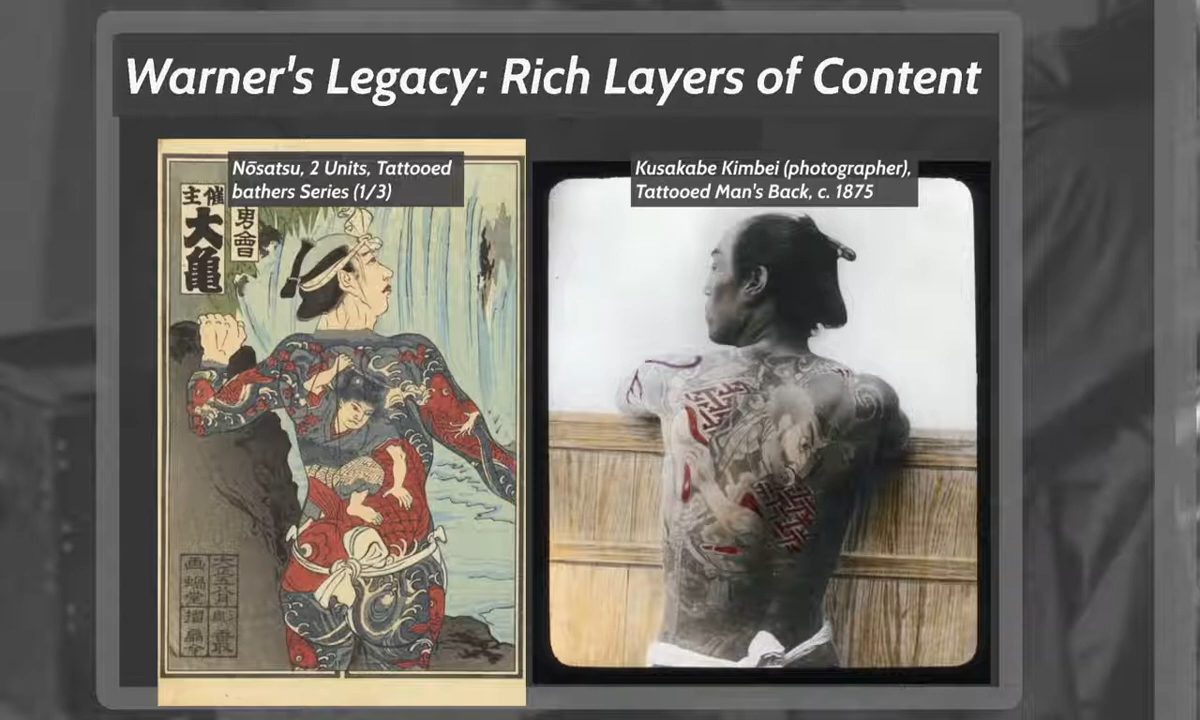 Warner's Legacy: Rich Layers of Content
Nōsatsu, 2 Units, Tattooed
bathers Series (1/3)
主催
大亀
勇會
Kusakabe Kimbei (photographer),
Tattooed Man's Back, c. 1875